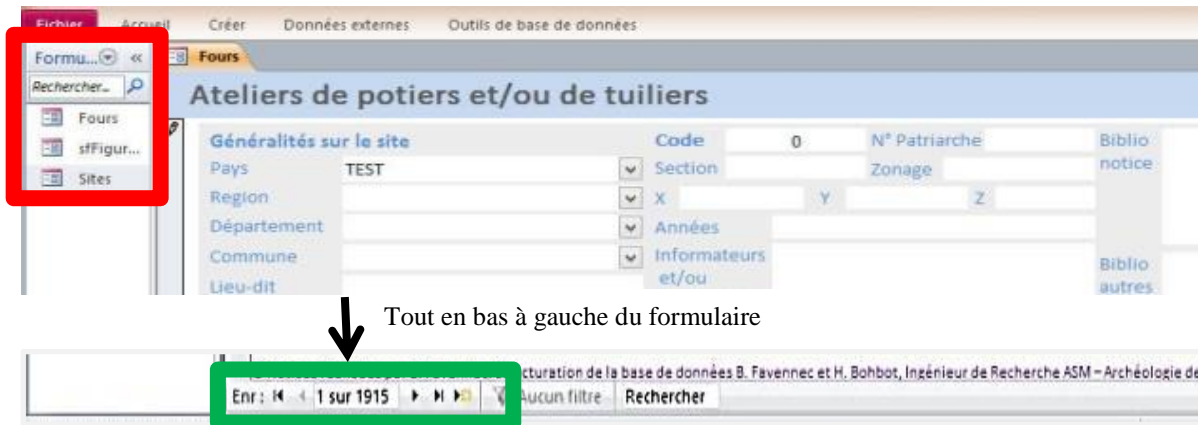 Fichier Accueil Créer Données externes Outils de base de données
Formu... «
Fours
Rechercher...
Ateliers de potiers et/ou de tuiliers
Fours
sfFigur...
Sites
Généralités sur le site Code 0 N° Patriarche Biblio
Pays TEST Section Zonage notice
Region X Y Z
Département Années
Commune Informateurs
et/ou Biblio
Lieu-dit autres
Tout en bas à gauche du formulaire
cturation de la base de données B. Favennec et H. Bohbot, Ingénieur de Recherche ASM – Archéologie de
Enr : 1 sur 1915 Aucun filtre Rechercher